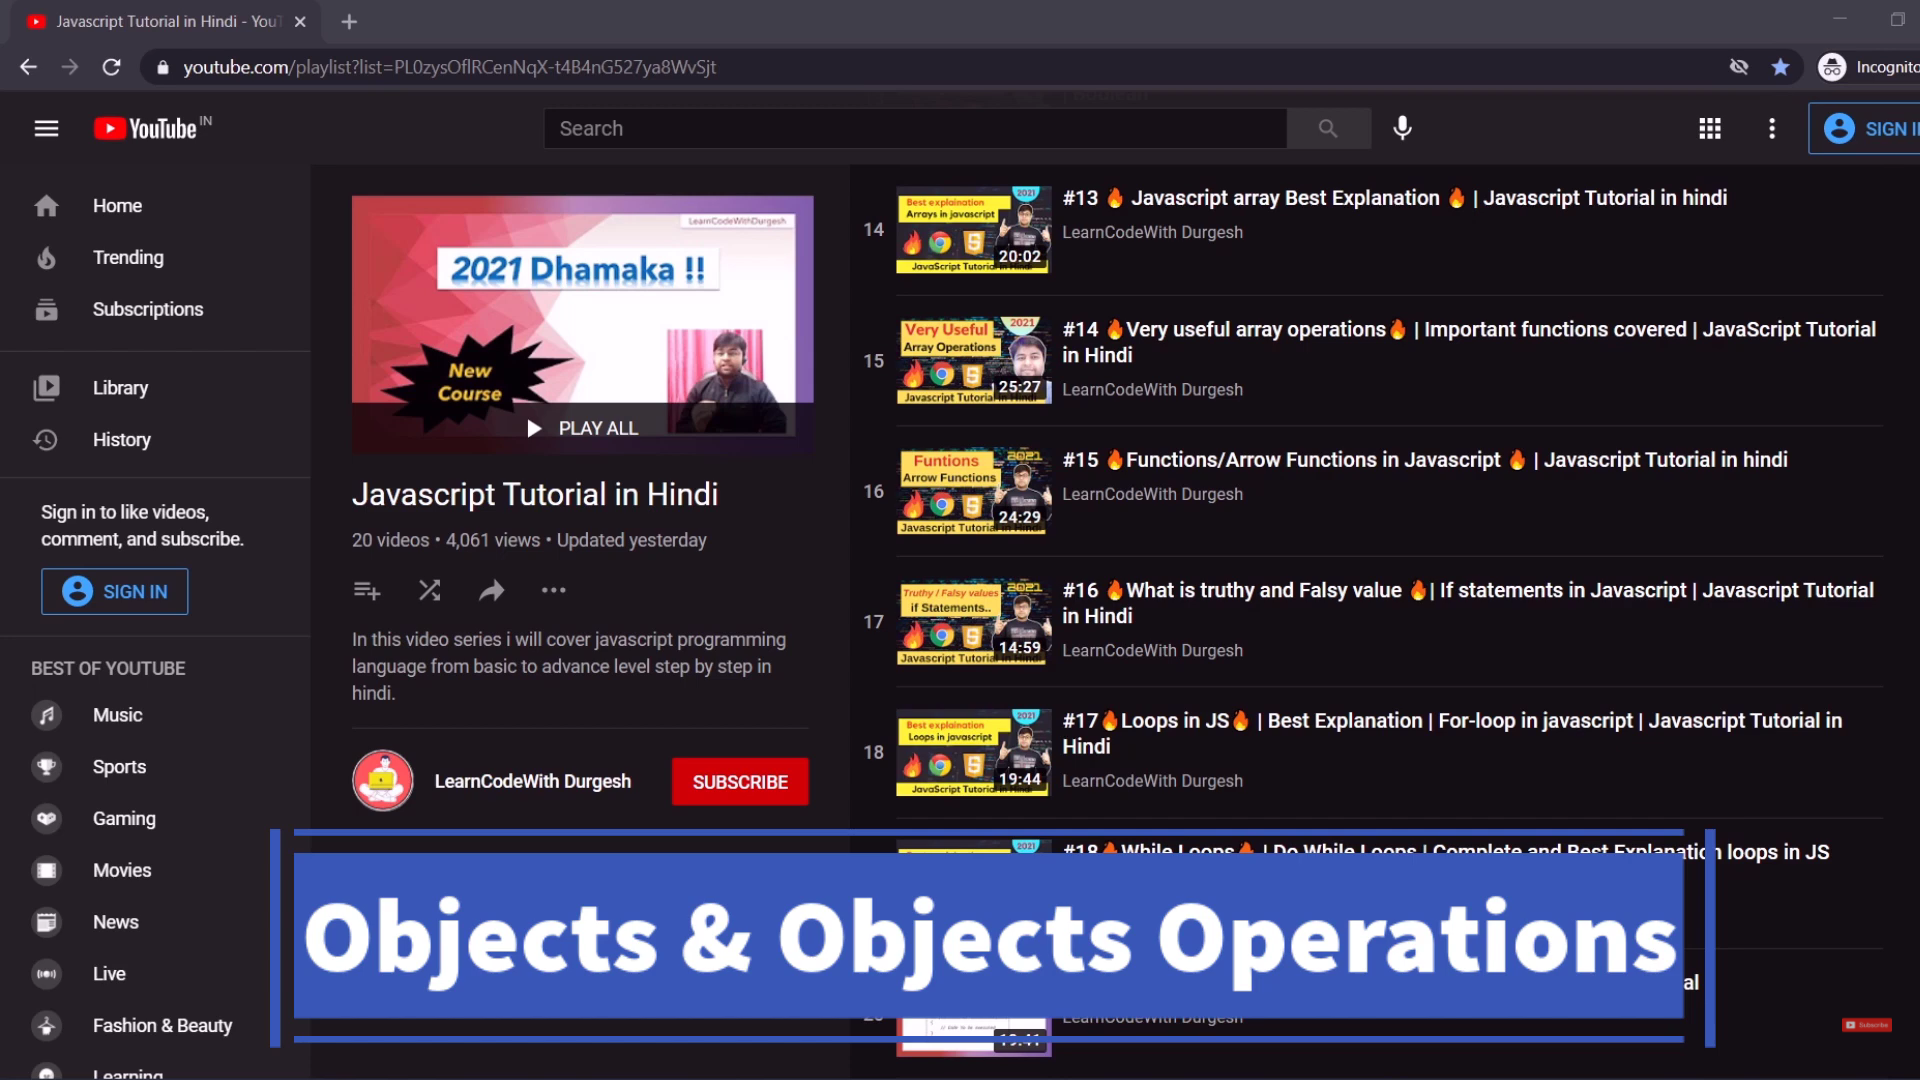 Javascript Tutorial in Hindi - You
youtube.com/playlist?list=PL0zysOflRCenNqX-t4B4nG527ya8WvSjt
Incognito
YouTube IN
Search
SIGN I
Home
Trending
Subscriptions
Library
History
Sign in to like videos,
comment, and subscribe.
SIGN IN
BEST OF YOUTUBE
Music
Sports
Gaming
Movies
News
Live
Fashion & Beauty
Learning
LearnCodeWithDurgesh
2021 Dhamaka !!
New
Course
PLAY ALL
Javascript Tutorial in Hindi
20 videos • 4,061 views • Updated yesterday
In this video series i will cover javascript programming
language from basic to advance level step by step in
hindi.
LearnCodeWith Durgesh
SUBSCRIBE
14
2021
Best explaination
Arrays in javascript
20:02
JavaScript Tutorial
#13 🔥 Javascript array Best Explanation 🔥 | Javascript Tutorial in hindi
LearnCodeWith Durgesh
15
2021
Very Useful
Array Operations
25:27
Javascript Tutorial
#14 🔥Very useful array operations🔥 | Important functions covered | JavaScript Tutorial
in Hindi
LearnCodeWith Durgesh
16
2021
Funtions
Arrow Functions
24:29
Javascript Tutorial
#15 🔥Functions/Arrow Functions in Javascript 🔥 | Javascript Tutorial in hindi
LearnCodeWith Durgesh
17
2021
Truthy / Falsy values
if Statements..
14:59
Javascript Tutorial
#16 🔥What is truthy and Falsy value 🔥| If statements in Javascript | Javascript Tutorial
in Hindi
LearnCodeWith Durgesh
18
2021
Best explaination
Loops in javascript
19:44
JavaScript Tutorial
#17🔥Loops in JS🔥 | Best Explanation | For-loop in javascript | Javascript Tutorial in
Hindi
LearnCodeWith Durgesh
2021
#18🔥While Loops🔥 | Do While Loops | Complete and Best Explanation loops in JS
Objects & Objects Operations
al
LearnCodeWith Durgesh
19:41
Subscribe